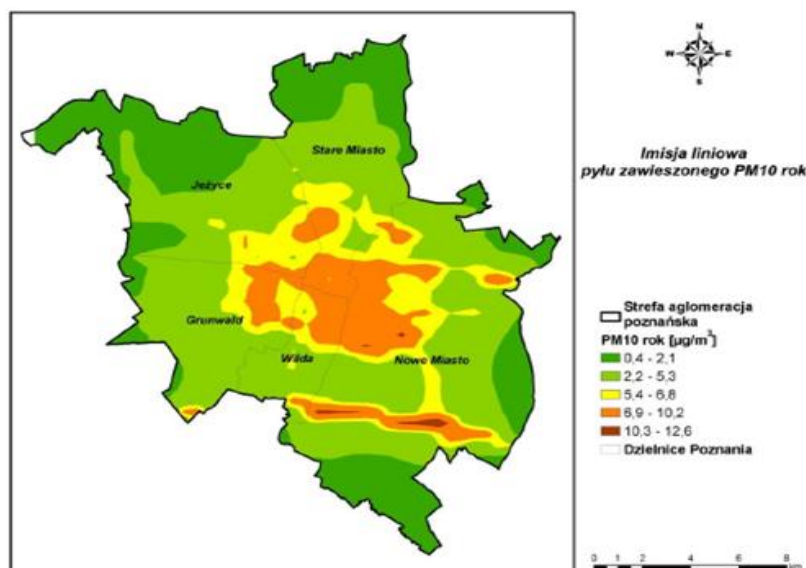 N
W E
S
Imisja liniowa
pyłu zawieszonego PM10 rok
Stare Miasto
Jeżyce
Grunwald
Wilda
Nowe Miasto
Strefa aglomeracja
poznańska
PM10 rok [µg/m³]
0,4 - 2,1
2,2 - 5,3
5,4 - 6,8
6,9 - 10,2
10,3 - 12,6
Dzielnice Poznania
0 1 2 4 6 8
km